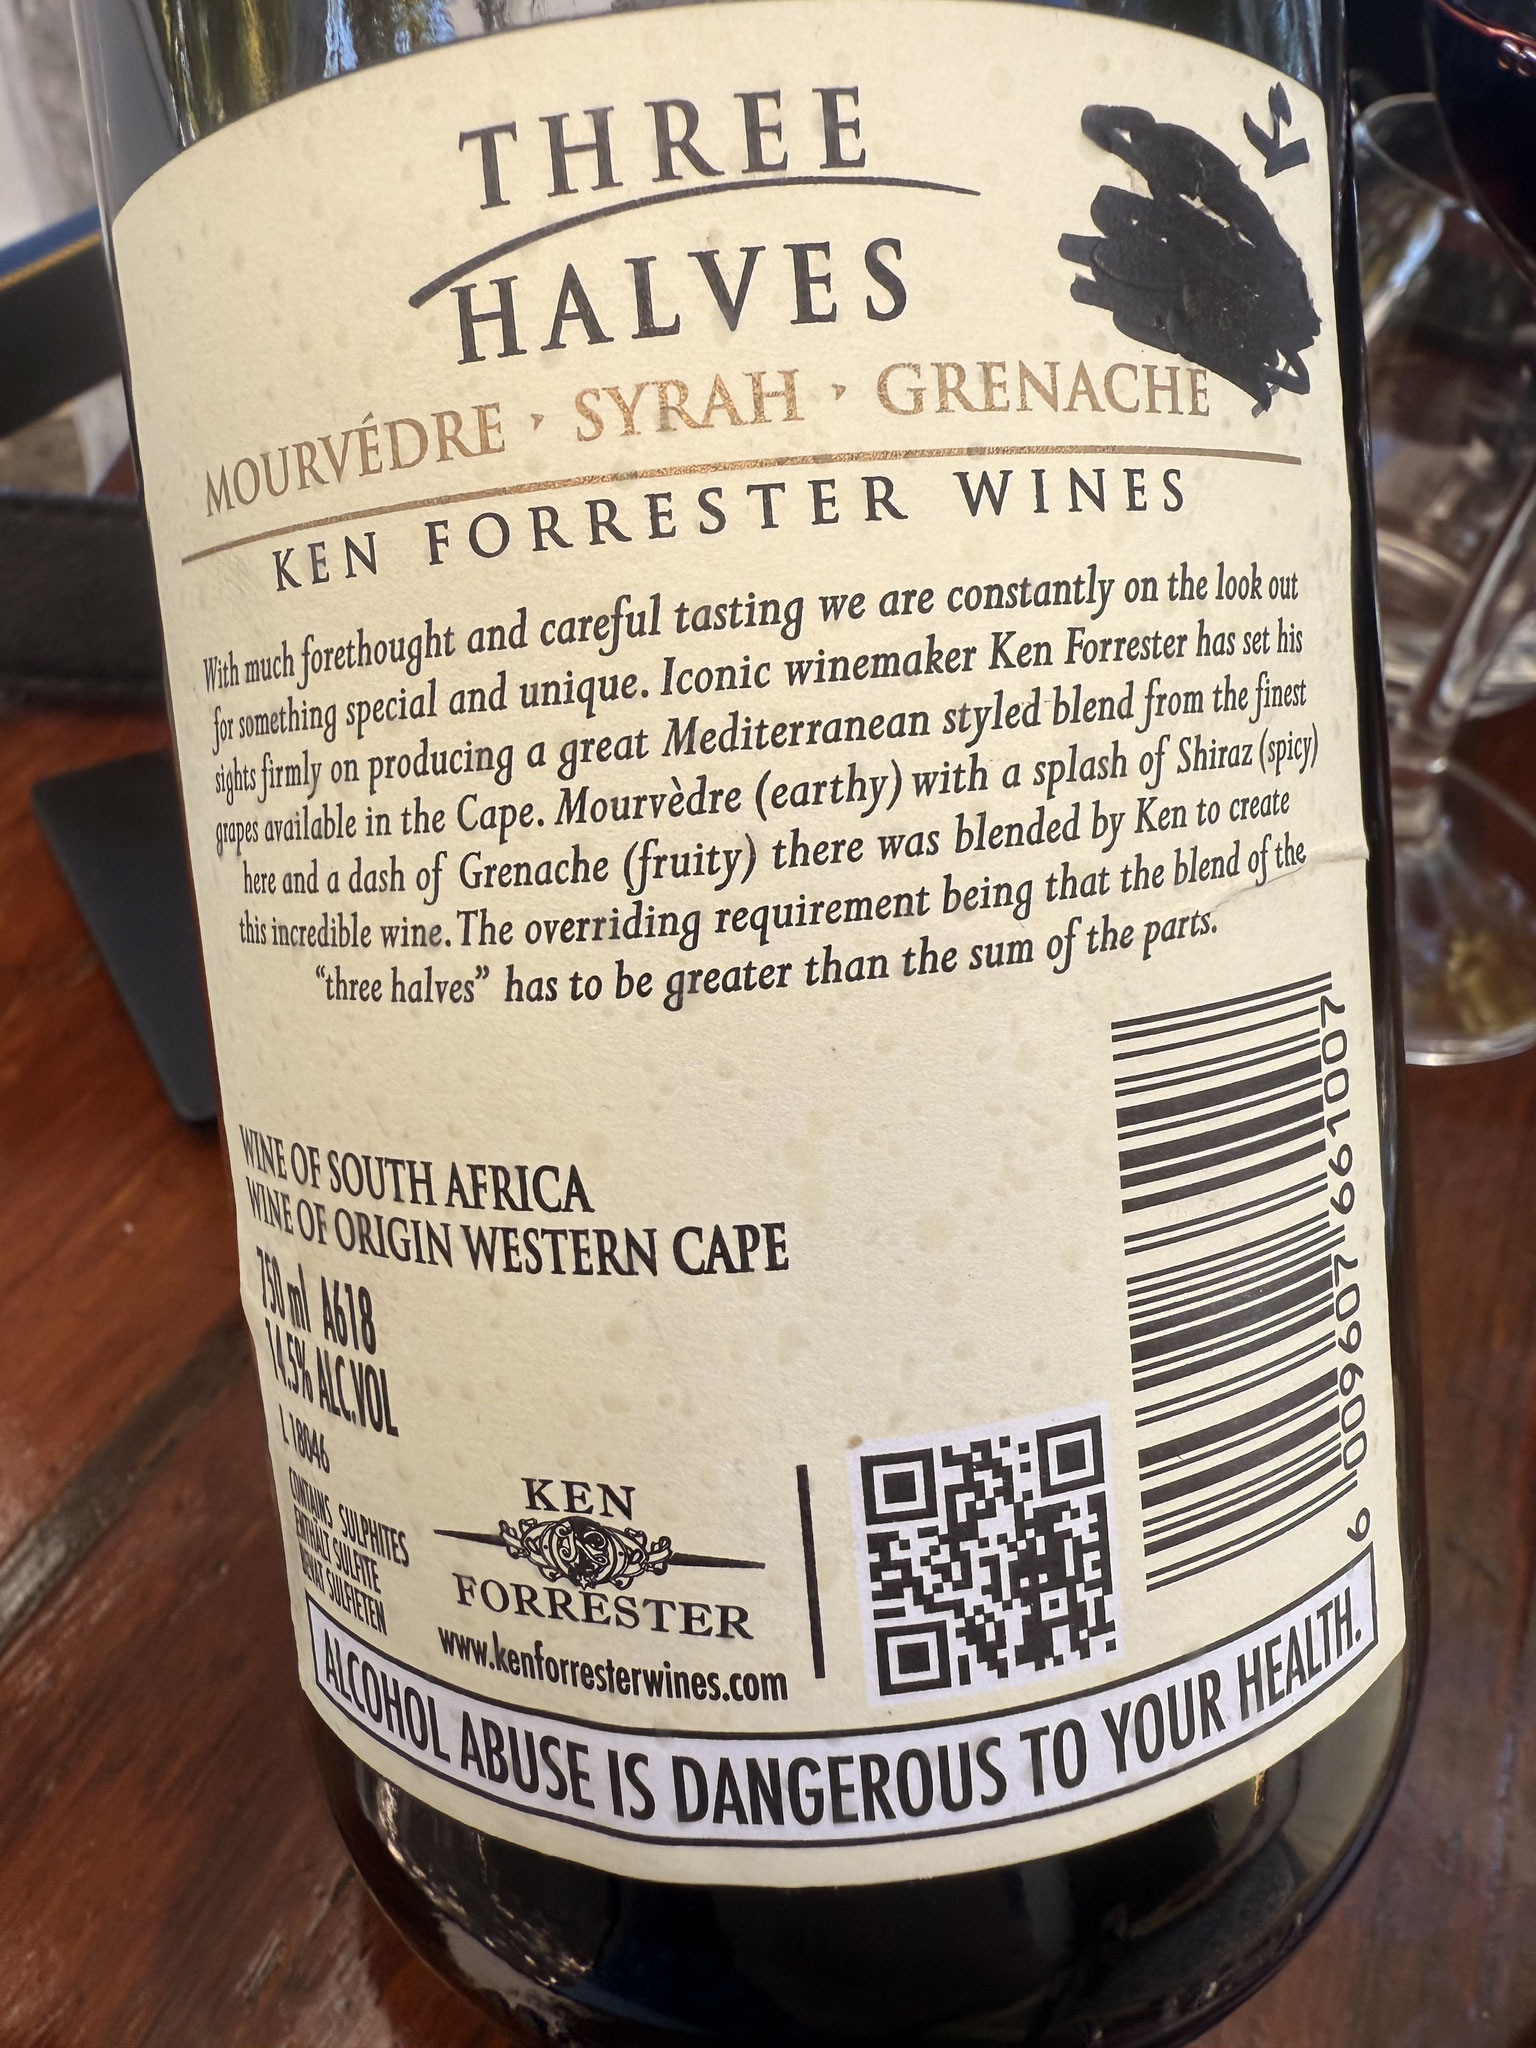 THREE
HALVES
MOURVÉDRE · SYRAH · GRENACHE
KEN FORRESTER WINES
With much forethought and careful tasting we are constantly on the look out
for something special and unique. Iconic winemaker Ken Forrester has set his
sights firmly on producing a great Mediterranean styled blend from the finest
grapes available in the Cape. Mourvèdre (earthy) with a splash of Shiraz (spicy)
here and a dash of Grenache (fruity) there was blended by Ken to create
this incredible wine. The overriding requirement being that the blend of the
“three halves” has to be greater than the sum of the parts.
WINE OF SOUTH AFRICA
WINE OF ORIGIN WESTERN CAPE
750 ml A618
14.5% ALC.VOL
L 18046
CONTAINS SULPHITES
ENTHÄLT SULFITE
BEVAT SULFIETEN
KEN
FORRESTER
www.kenforresterwines.com
6 009607 661007
ALCOHOL ABUSE IS DANGEROUS TO YOUR HEALTH.